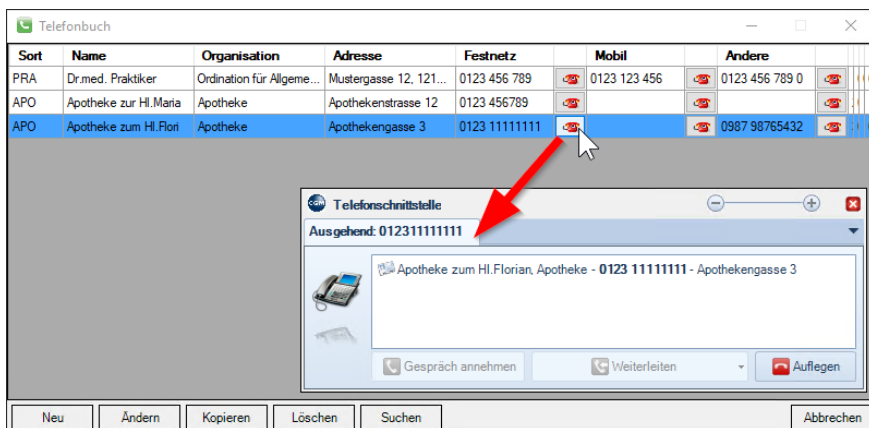 Telefonbuch
Sort Name Organisation Adresse Festnetz Mobil Andere
PRA Dr.med. Praktiker Ordination für Allgeme... Mustergasse 12, 121... 0123 456 789 0123 123 456 0123 456 789 0
APO Apotheke zur Hl.Maria Apotheke Apothekenstrasse 12 0123 456789
APO Apotheke zum Hl.Flori Apotheke Apothekengasse 3 0123 11111111 0987 98765432
CGM Telefonschnittstelle
Ausgehend: 012311111111
Apotheke zum Hl.Florian, Apotheke - 0123 11111111 - Apothekengasse 3
Gespräch annehmen Weiterleiten Auflegen
Neu Ändern Kopieren Löschen Suchen Abbrechen